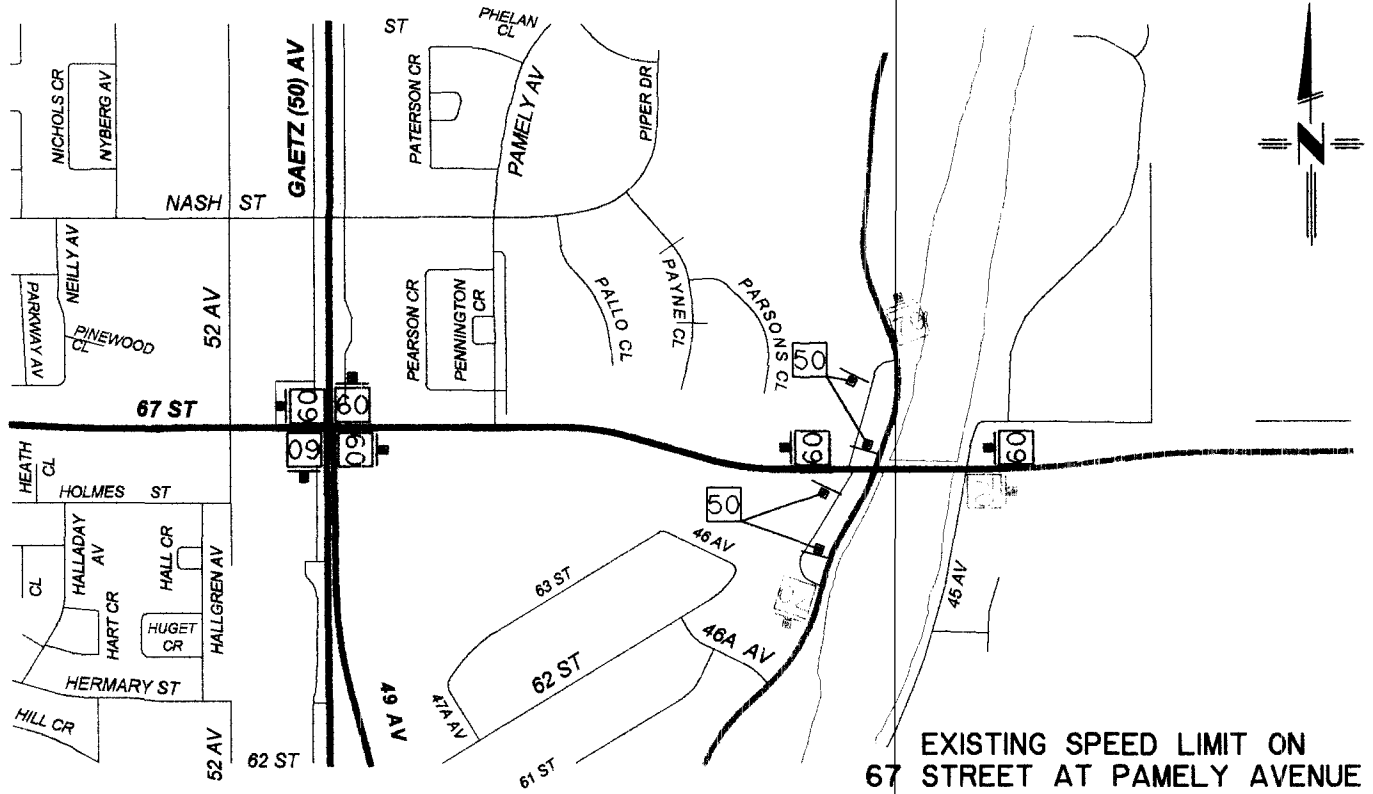 ST
PHELAN
CL
NICHOLS CR
NYBERG AV
GAETZ (50) AV
PATERSON CR
PAMELY AV
PIPER DR
N
NASH ST
NEILLY AV
PARKWAY AV
PINEWOOD
CL
52 AV
PEARSON CR
PENNINGTON
CR
PALLO CL
PAYNE CL
PARSONS CL
50
67 ST
60
60
60
60
60
60
HEATH
CL
HOLMES ST
50
HALLADAY
AV
HALL CR
HALLGREN AV
CL
HART CR
HUGET
CR
46 AV
63 ST
45 AV
46A AV
62 ST
HERMARY ST
HILL CR
47A AV
49 AV
52 AV
62 ST
61 ST
EXISTING SPEED LIMIT ON
67 STREET AT PAMELY AVENUE